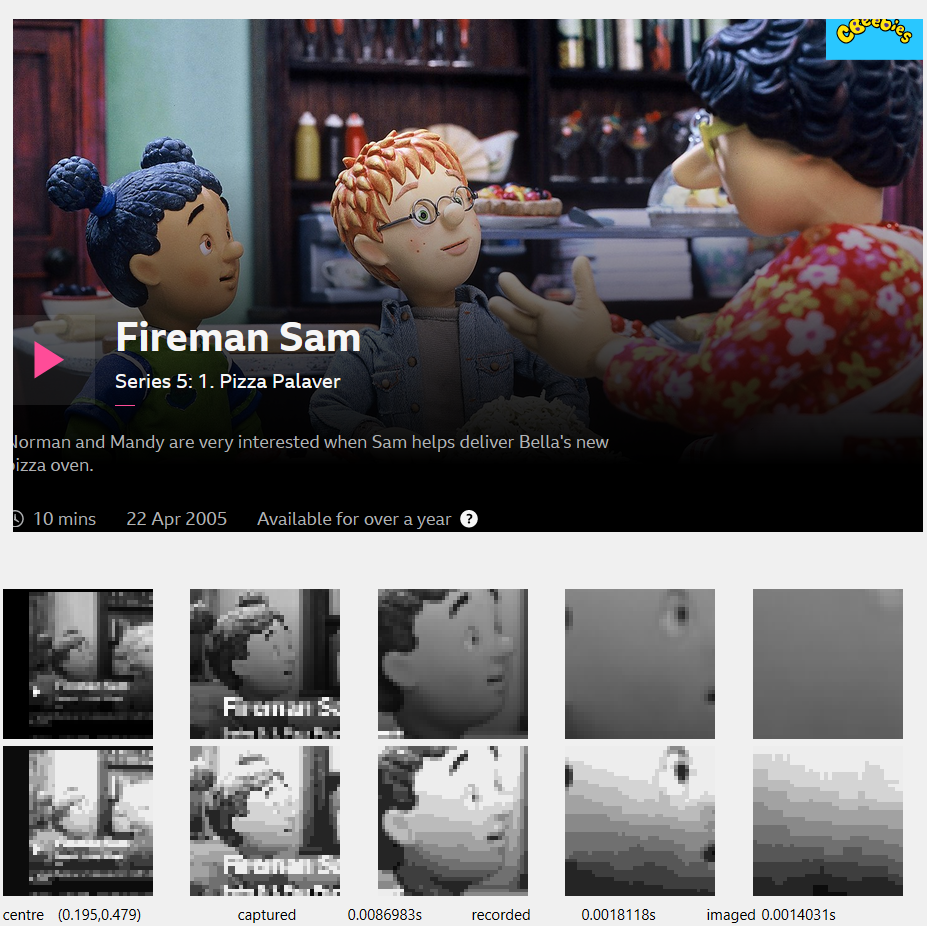 CBeebies
Fireman Sam
Series 5: 1. Pizza Palaver
Norman and Mandy are very interested when Sam helps deliver Bella's new
pizza oven.
10 mins 22 Apr 2005 Available for over a year ?
Fireman Sa
Fireman Sa
centre (0.195,0.479) captured 0.0086983s recorded 0.0018118s imaged 0.0014031s